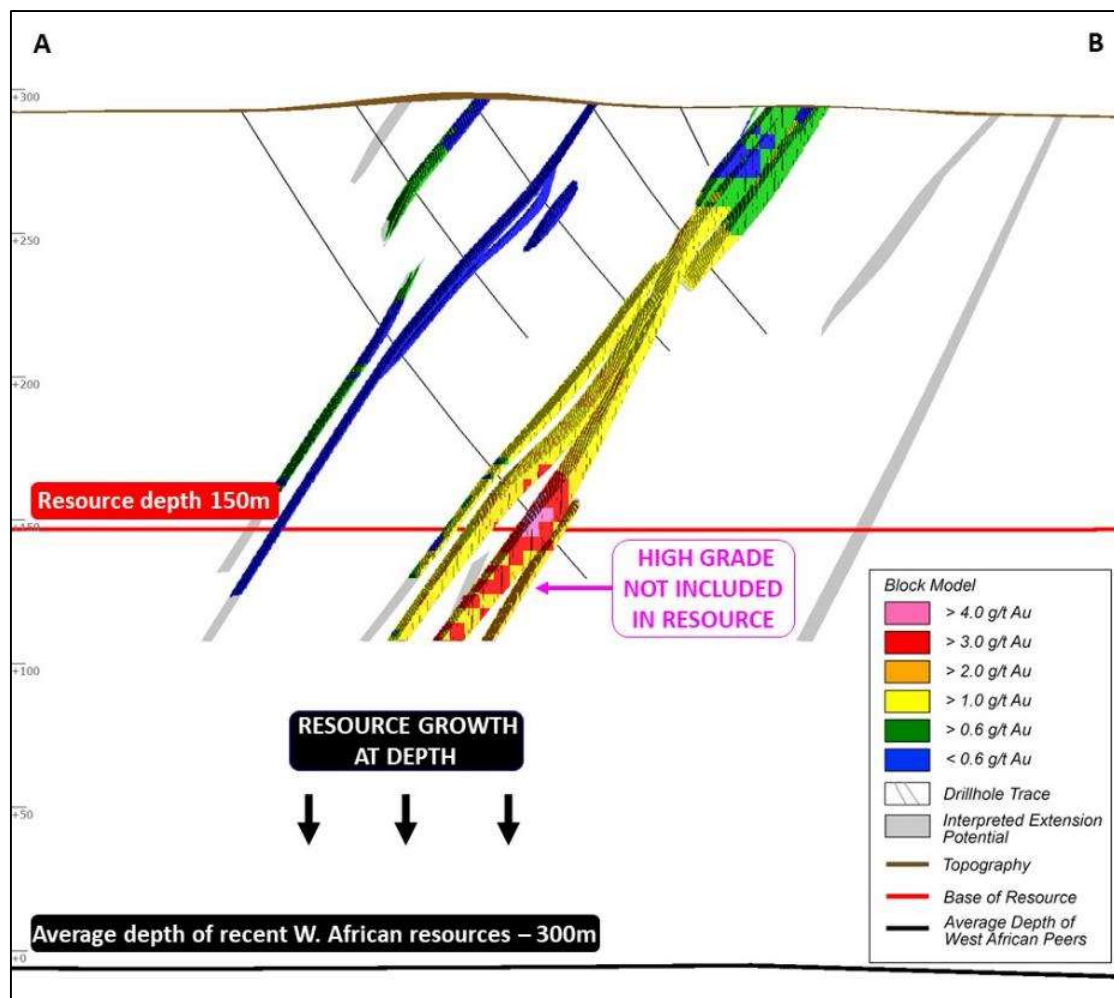 A
B
+300
+250
+200
Resource depth 150m
+150
HIGH GRADE
NOT INCLUDED
IN RESOURCE
+100
RESOURCE GROWTH
AT DEPTH
+50
Average depth of recent W. African resources – 300m
+0
Block Model
> 4.0 g/t Au
> 3.0 g/t Au
> 2.0 g/t Au
> 1.0 g/t Au
> 0.6 g/t Au
< 0.6 g/t Au
Drillhole Trace
Interpreted Extension
Potential
Topography
Base of Resource
Average Depth of
West African Peers